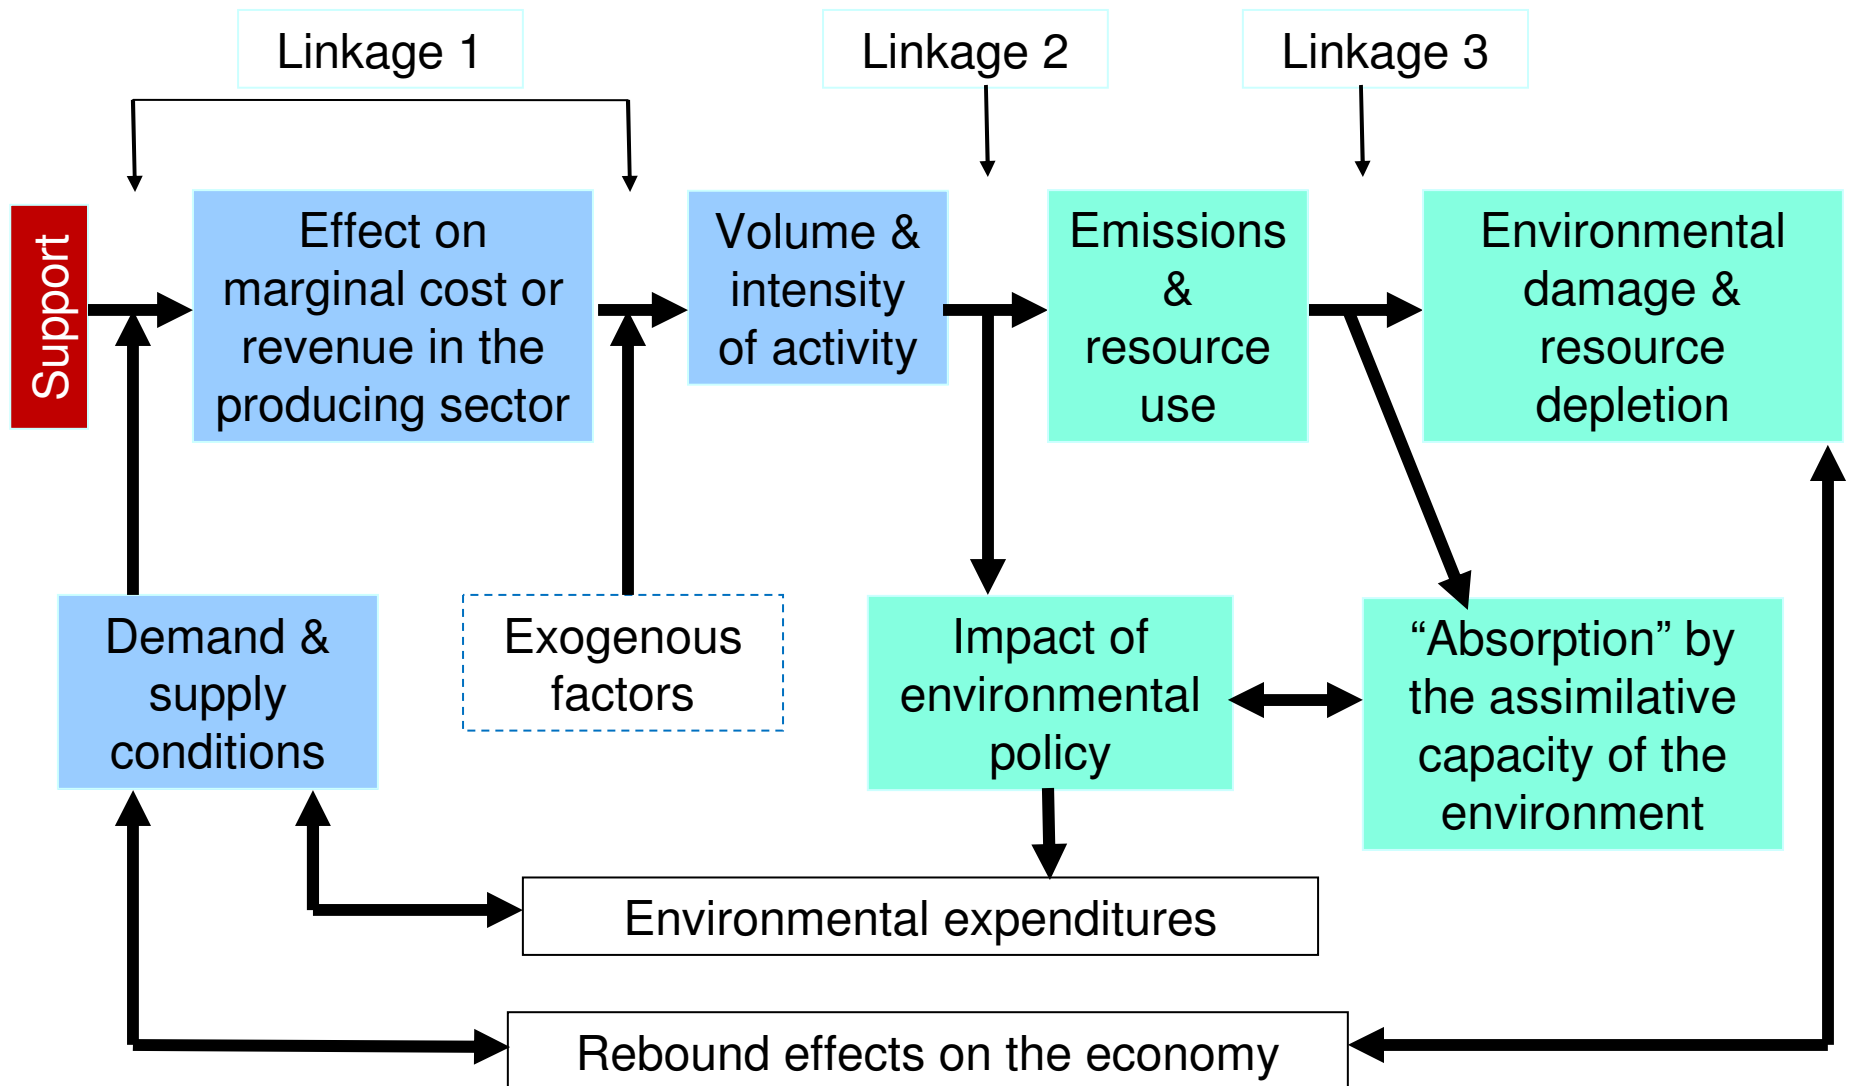 Linkage 1
Linkage 2
Linkage 3
Support
Effect on
marginal cost or
revenue in the
producing sector
Volume &
intensity
of activity
Emissions
&
resource
use
Environmental
damage &
resource
depletion
Demand &
supply
conditions
Exogenous
factors
Impact of
environmental
policy
“Absorption” by
the assimilative
capacity of the
environment
Environmental expenditures
Rebound effects on the economy